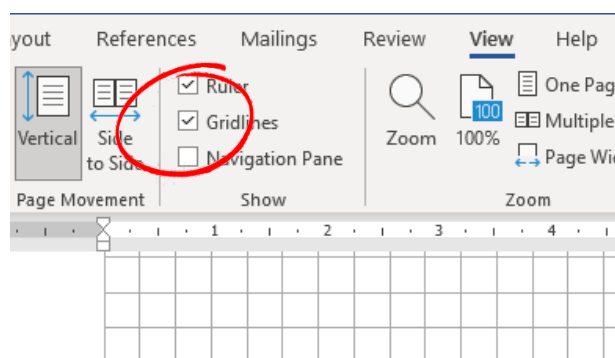 yout References Mailings Review View Help
Ruler One Pag
Gridlines 100 Multiple
Vertical Side Zoom 100%
to Side Navigation Pane Page Wi
Page Movement Show Zoom
1 2 3 4